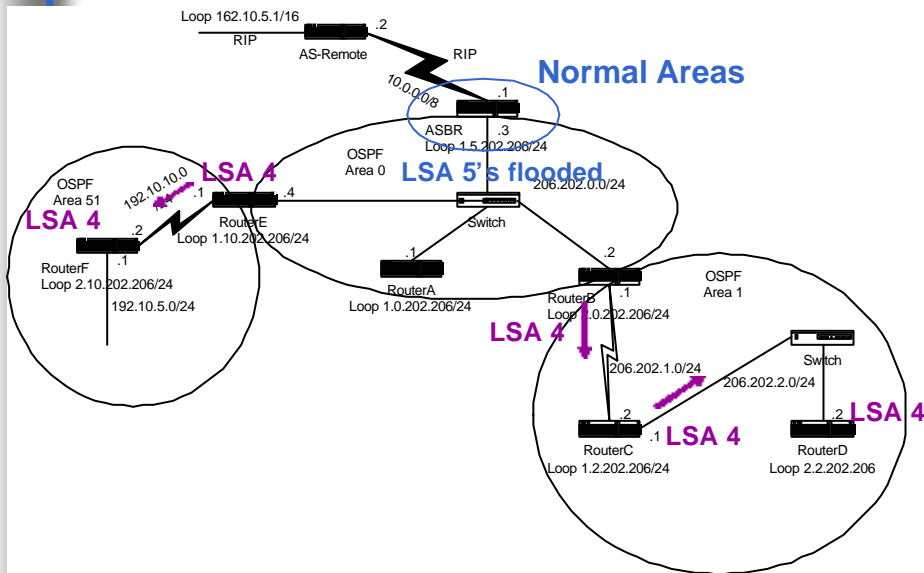 Loop 162.10.5.1/16
RIP
.2
AS-Remote
RIP
10.0.0.0/8
Normal Areas
.1
ASBR
.3
Loop 1.5.202.206/24
OSPF
Area 0
LSA 5's flooded
206.202.0.0/24
OSPF
Area 51
192.10.10.0
LSA 4
.1
.4
LSA 4
RouterE
Loop 1.10.202.206/24
Switch
.2
.1
RouterF
Loop 2.10.202.206/24
192.10.5.0/24
.1
RouterA
Loop 1.0.202.206/24
.2
.1
RouterB
Loop 2.0.202.206/24
OSPF
Area 1
LSA 4
206.202.1.0/24
Switch
206.202.2.0/24
.2
.1
LSA 4
RouterC
Loop 1.2.202.206/24
.2
LSA 4
RouterD
Loop 2.2.202.206